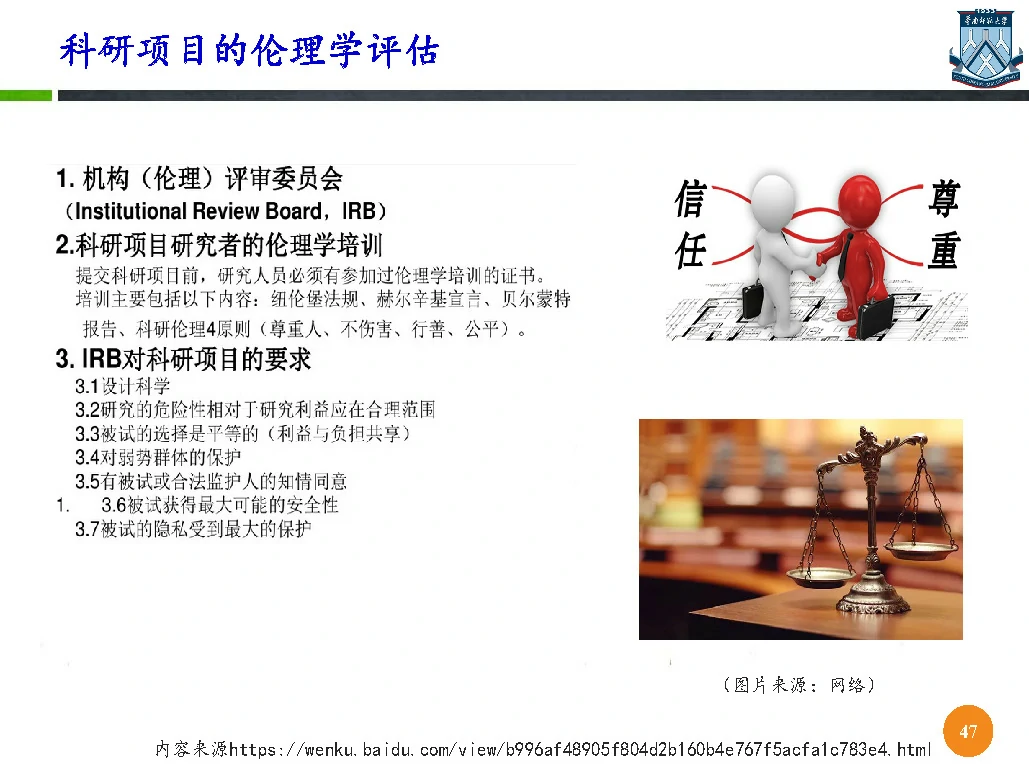 科研项目的伦理学评估
华南师范大学
1. 机构（伦理）评审委员会
（Institutional Review Board，IRB）
2.科研项目研究者的伦理学培训
提交科研项目前，研究人员必须有参加过伦理学培训的证书。
培训主要包括以下内容：纽伦堡法规、赫尔辛基宣言、贝尔蒙特
报告、科研伦理4原则（尊重人、不伤害、行善、公平）。
3. IRB对科研项目的要求
3.1设计科学
3.2研究的危险性相对于研究利益应在合理范围
3.3被试的选择是平等的（利益与负担共享）
3.4对弱势群体的保护
3.5有被试或合法监护人的知情同意
1. 3.6被试获得最大可能的安全性
3.7被试的隐私受到最大的保护
信任
尊重
（图片来源：网络）
47
内容来源https://wenku.baidu.com/view/b996af48905f804d2b160b4e767f5acfa1c783e4.html